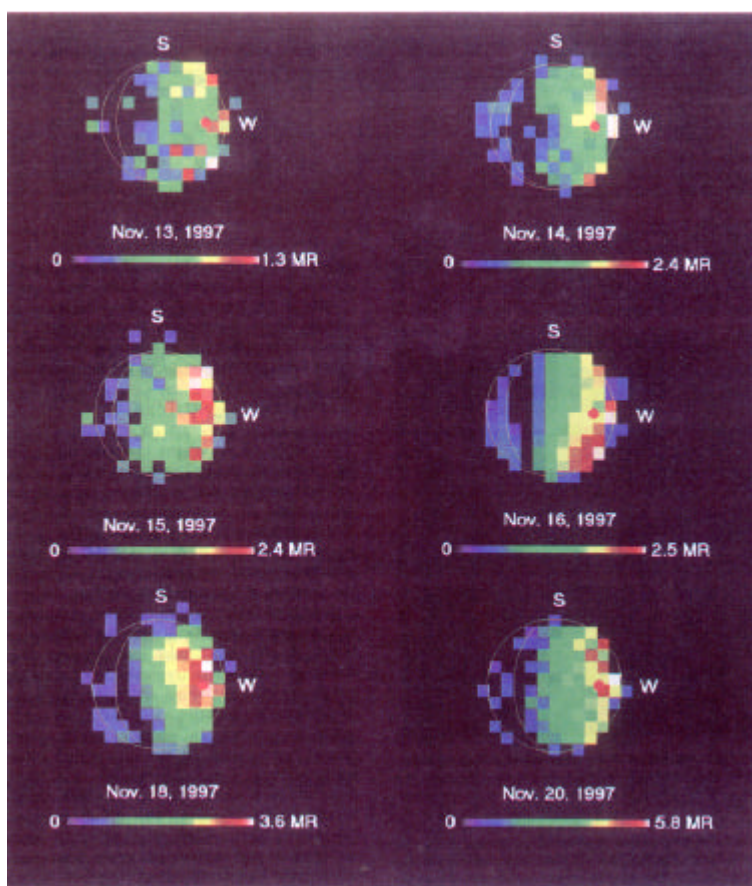 S
S
W
W
Nov. 13, 1997
Nov. 14, 1997
0 1.3 MR
0 2.4 MR
S
S
W
W
Nov. 15, 1997
Nov. 16, 1997
0 2.4 MR
0 2.5 MR
S
S
W
W
Nov. 18, 1997
Nov. 20, 1997
0 3.6 MR
0 5.8 MR